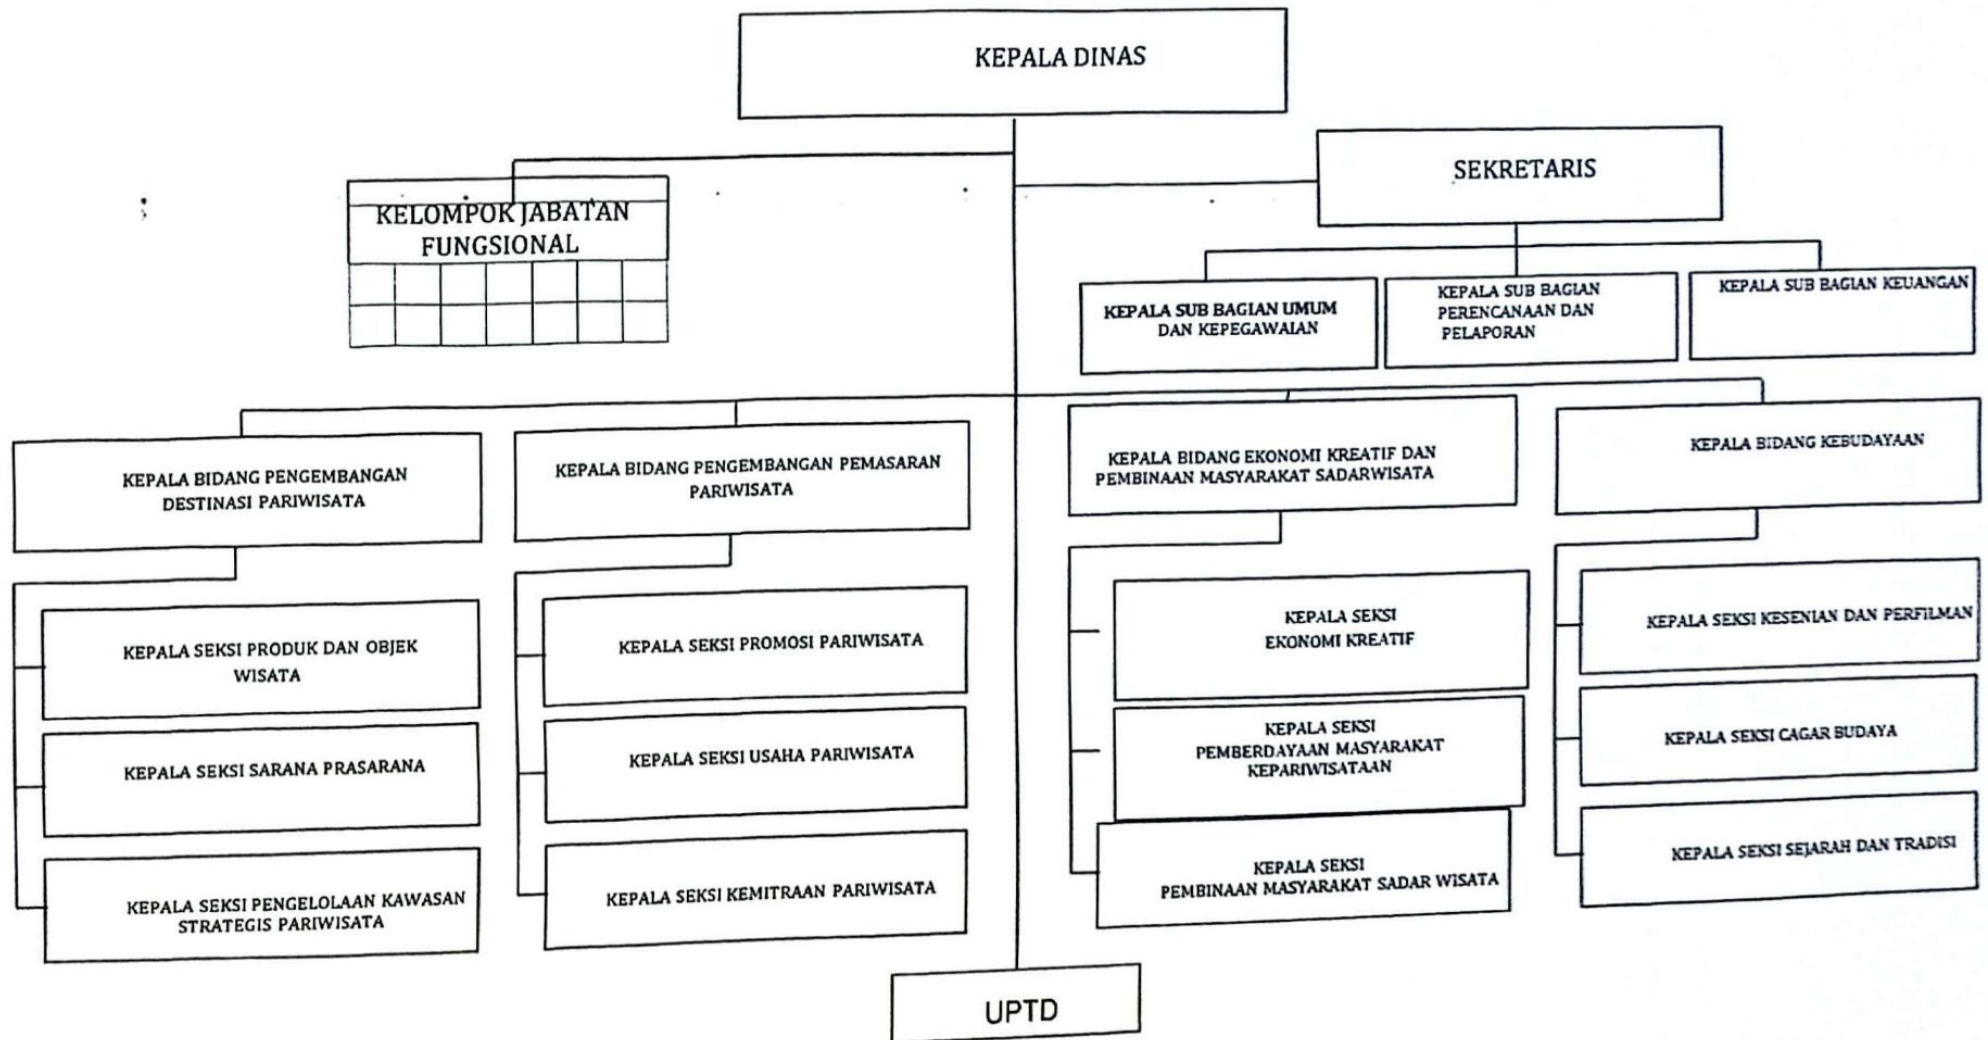 KEPALA DINAS
SEKRETARIS
KELOMPOK JABATAN
FUNGSIONAL
KEPALA SUB BAGIAN UMUM
DAN KEPEGAWAIAN
KEPALA SUB BAGIAN
PERENCANAAN DAN
PELAPORAN
KEPALA SUB BAGIAN KEUANGAN
KEPALA BIDANG PENGEMBANGAN
DESTINASI PARIWISATA
KEPALA BIDANG PENGEMBANGAN PEMASARAN
PARIWISATA
KEPALA BIDANG EKONOMI KREATIF DAN
PEMBINAAN MASYARAKAT SADARWISATA
KEPALA BIDANG KEBUDAYAAN
KEPALA SEKSI PRODUK DAN OBJEK
WISATA
KEPALA SEKSI SARANA PRASARANA
KEPALA SEKSI PENGELOLAAN KAWASAN
STRATEGIS PARIWISATA
KEPALA SEKSI PROMOSI PARIWISATA
KEPALA SEKSI USAHA PARIWISATA
KEPALA SEKSI KEMITRAAN PARIWISATA
KEPALA SEKSI
EKONOMI KREATIF
KEPALA SEKSI
PEMBERDAYAAN MASYARAKAT
KEPARIWISATAAN
KEPALA SEKSI
PEMBINAAN MASYARAKAT SADAR WISATA
KEPALA SEKSI KESENIAN DAN PERFILMAN
KEPALA SEKSI CAGAR BUDAYA
KEPALA SEKSI SEJARAH DAN TRADISI
UPTD